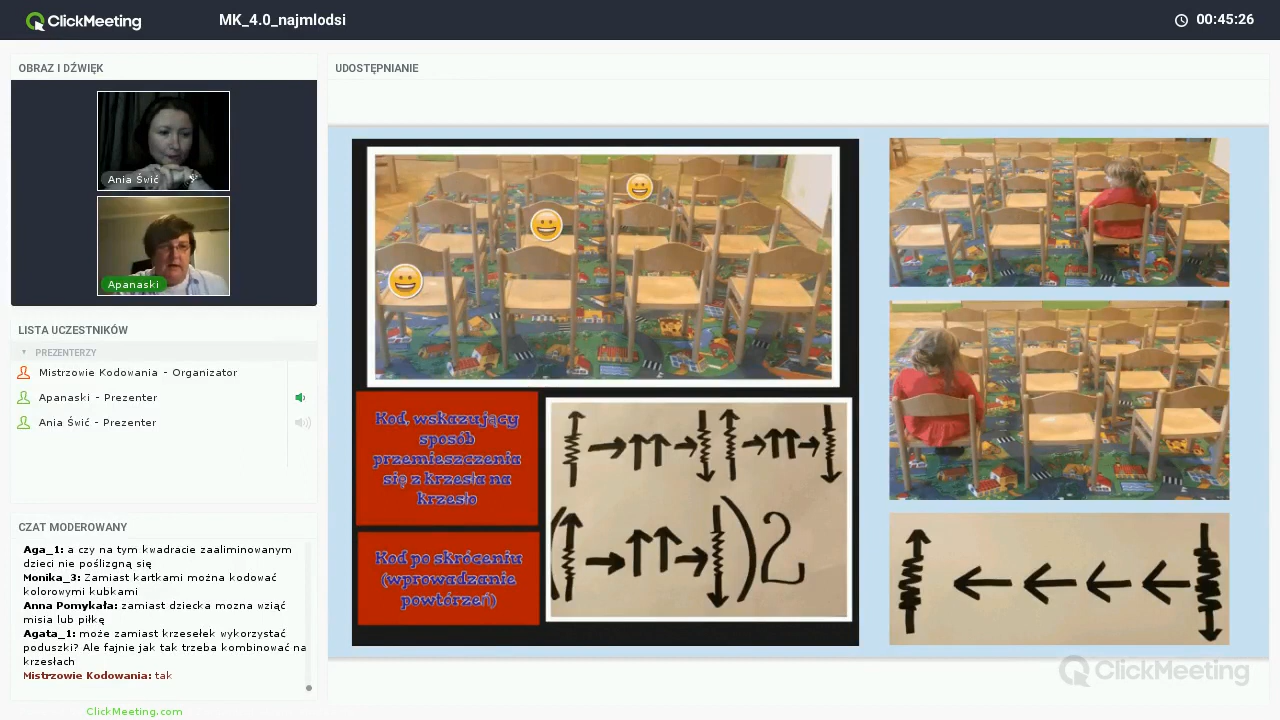 ClickMeeting
MK_4.0_najmlodsi
00:45:26
OBRAZ I DŹWIĘK
Ania Świć
Apanaski
LISTA UCZESTNIKÓW
PREZENTERZY
Mistrzowie Kodowania - Organizator
Apanaski - Prezenter
Ania Świć - Prezenter
CZAT MODEROWANY
Aga_1: a czy na tym kwadracie zaaliminowanym
dzieci nie poślizgną się
Monika_3: Zamiast kartkami można kodować
kolorowymi kubkami
Anna Pomykała: zamiast dziecka mozna wziąć
misia lub piłkę
Agata_1: może zamiast krzesełek wykorzystać
poduszki? Ale fajnie jak tak trzeba kombinować na
krzesłach
Mistrzowie Kodowania: tak
ClickMeeting.com
UDOSTĘPNIANIE
Kod, wskazujący
sposób
przemieszczenia
się z krzesła na
krzesło
Kod po skróceniu
(wprowadzanie
powtórzeń)
( → ↑↑ → ) 2
ClickMeeting